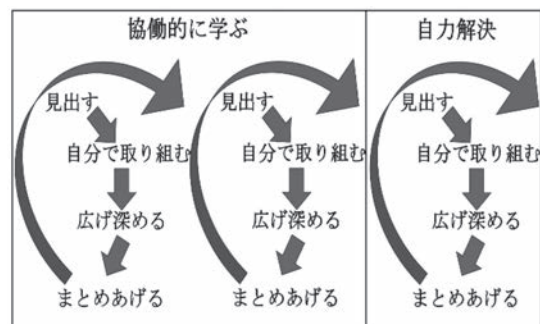 協働的に学ぶ
見出す
自分で取り組む
広げ深める
まとめあげる
見出す
自分で取り組む
広げ深める
まとめあげる
自力解決
見出す
自分で取り組む
広げ深める
まとめあげる